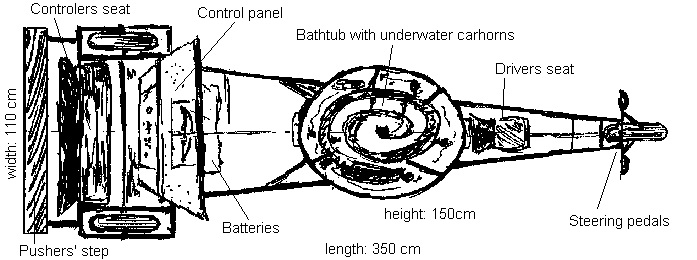 Controlers seat
Control panel
Bathtub with underwater carhorns
Drivers seat
width: 110 cm
height: 150cm
Steering pedals
Batteries
Pushers' step
length: 350 cm